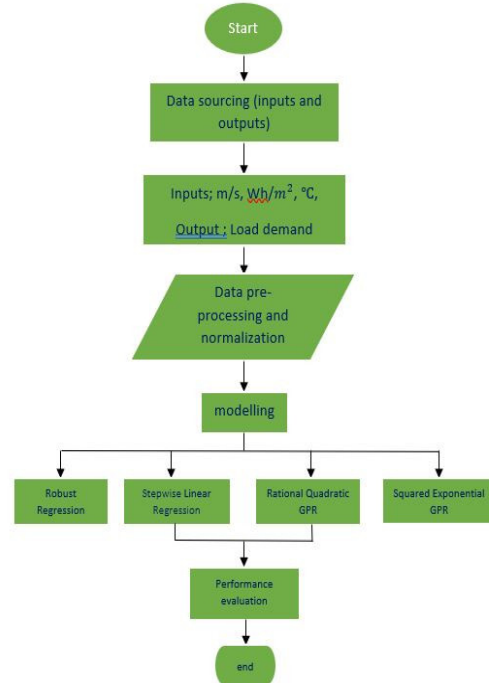 Start
Data sourcing (inputs and
outputs)
Inputs; m/s, Wh/m², °C,
Output ; Load demand
Data pre-
processing and
normalization
modelling
Robust
Regression
Stepwise Linear
Regression
Rational Quadratic
GPR
Squared Exponential
GPR
Performance
evaluation
end